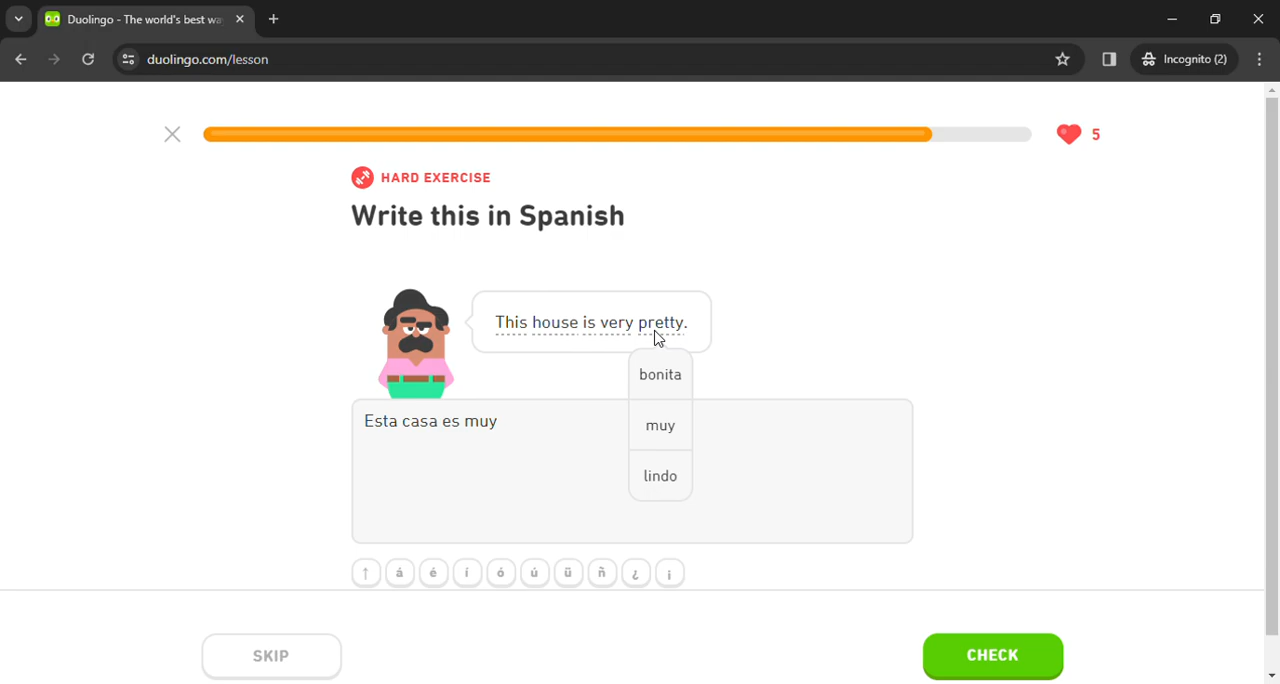 Duolingo - The world's best wa
duolingo.com/lesson
Incognito (2)
5
HARD EXERCISE
Write this in Spanish
This house is very pretty.
bonita
muy
lindo
Esta casa es muy
↑ á é í ó ú ü ñ ¿ ¡
SKIP
CHECK